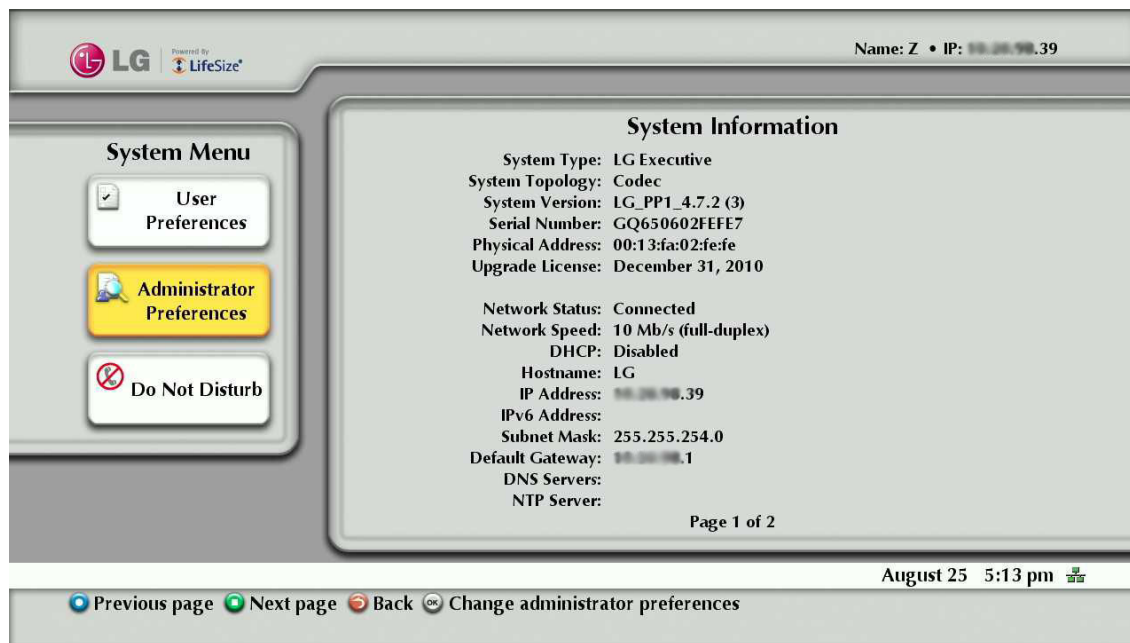 LG
Powered By
LifeSize
Name: Z • IP: .39
System Menu
User
Preferences
Administrator
Preferences
Do Not Disturb
System Information
System Type: LG Executive
System Topology: Codec
System Version: LG_PP1_4.7.2 (3)
Serial Number: GQ650602FEFE7
Physical Address: 00:13:fa:02:fe:fe
Upgrade License: December 31, 2010
Network Status: Connected
Network Speed: 10 Mb/s (full-duplex)
DHCP: Disabled
Hostname: LG
IP Address: .39
IPv6 Address:
Subnet Mask: 255.255.254.0
Default Gateway: .1
DNS Servers:
NTP Server:
Page 1 of 2
August 25 5:13 pm
Previous page Next page Back OK Change administrator preferences